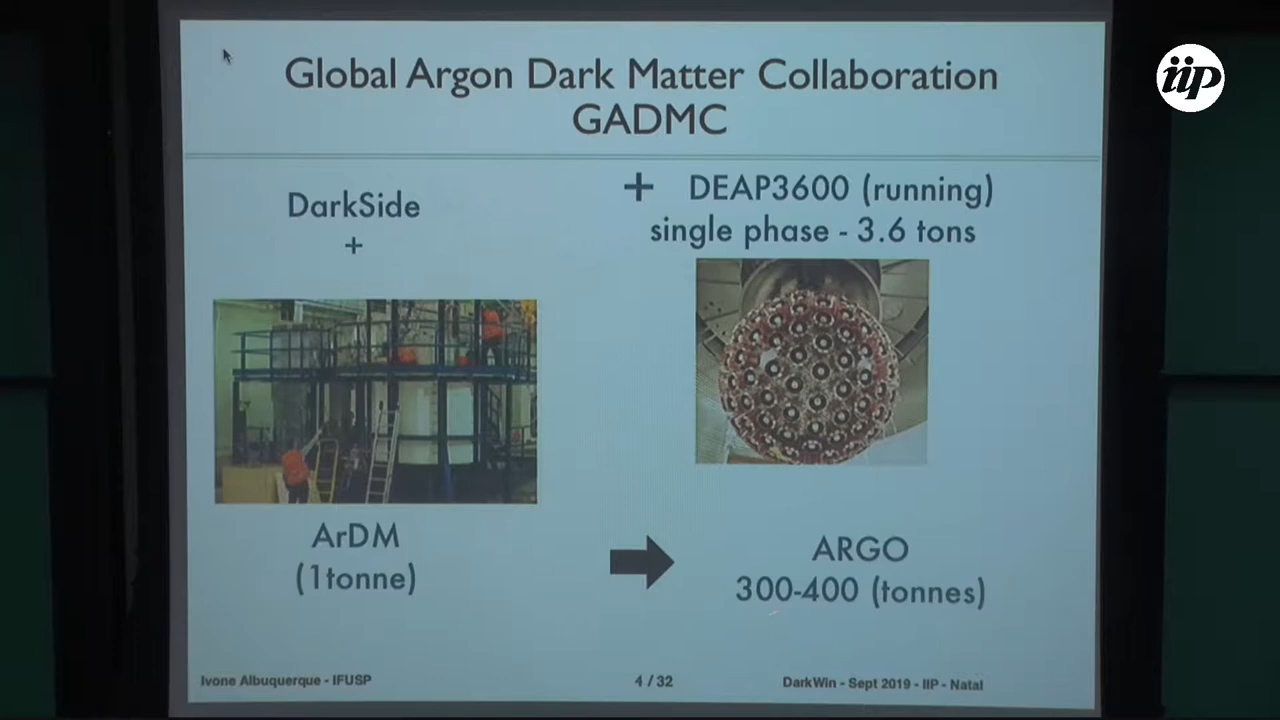 Global Argon Dark Matter Collaboration
GADMC
DarkSide
+
ArDM
(1tonne)
+ DEAP3600 (running)
single phase - 3.6 tons
ARGO
300-400 (tonnes)
Ivone Albuquerque - IFUSP
4 / 32
DarkWin - Sept 2019 - IIP - Natal
iip